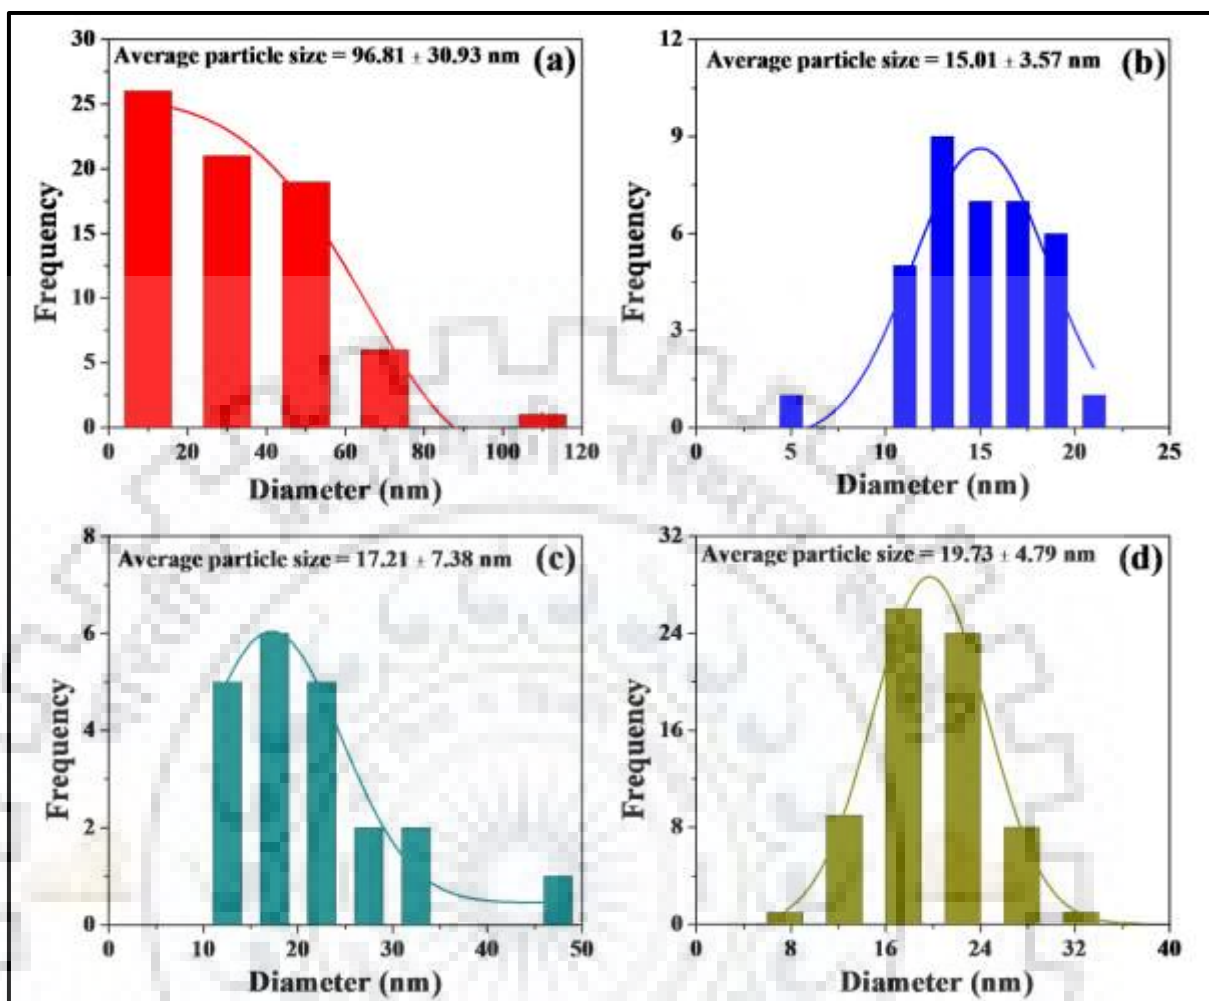 Average particle size = 96.81 ± 30.93 nm (a)
30
25
20
15
10
5
0
Frequency
0 20 40 60 80 100 120
Diameter (nm)
Average particle size = 15.01 ± 3.57 nm (b)
12
9
6
3
0
Frequency
0 5 10 15 20 25
Diameter (nm)
Average particle size = 17.21 ± 7.38 nm (c)
8
6
4
2
0
Frequency
0 10 20 30 40 50
Diameter (nm)
Average particle size = 19.73 ± 4.79 nm (d)
32
24
16
8
0
Frequency
0 8 16 24 32 40
Diameter (nm)